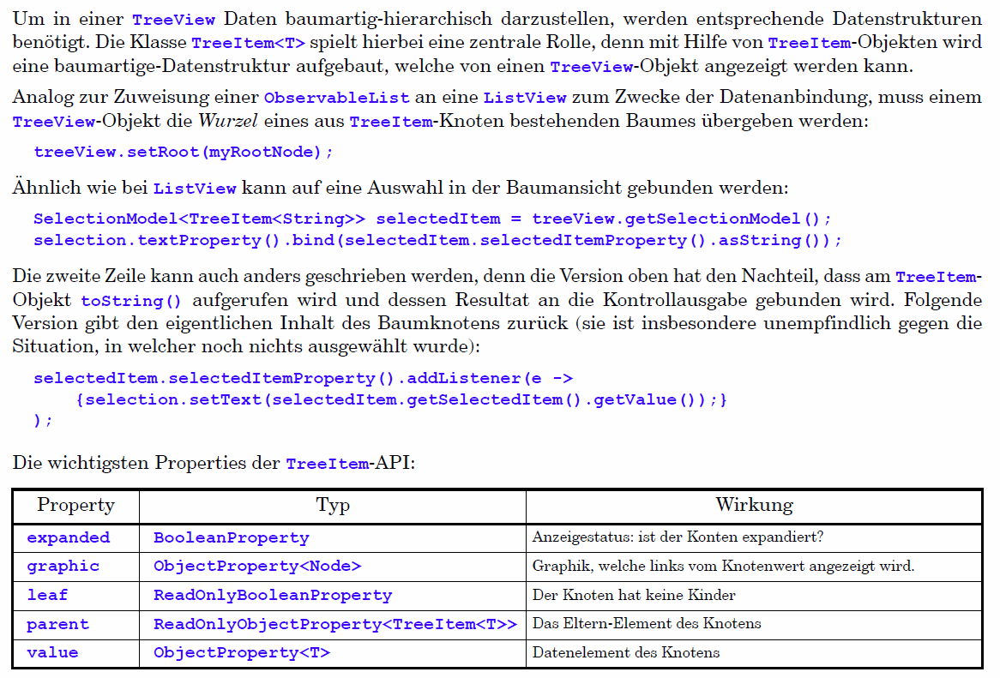 Um in einer TreeView Daten baumartig-hierarchisch darzustellen, werden entsprechende Datenstrukturen
benötigt. Die Klasse TreeItem<T> spielt hierbei eine zentrale Rolle, denn mit Hilfe von TreeItem-Objekten wird
eine baumartige-Datenstruktur aufgebaut, welche von einen TreeView-Objekt angezeigt werden kann.
Analog zur Zuweisung einer ObservableList an eine ListView zum Zwecke der Datenanbindung, muss einem
TreeView-Objekt die Wurzel eines aus TreeItem-Knoten bestehenden Baumes übergeben werden:
treeView.setRoot(myRootNode);
Ähnlich wie bei ListView kann auf eine Auswahl in der Baumansicht gebunden werden:
SelectionModel<TreeItem<String>> selectedItem = treeView.getSelectionModel();
selection.textProperty().bind(selectedItem.selectedItemProperty().asString());
Die zweite Zeile kann auch anders geschrieben werden, denn die Version oben hat den Nachteil, dass am TreeItem-
Objekt toString() aufgerufen wird und dessen Resultat an die Kontrollausgabe gebunden wird. Folgende
Version gibt den eigentlichen Inhalt des Baumknotens zurück (sie ist insbesondere unempfindlich gegen die
Situation, in welcher noch nichts ausgewählt wurde):
selectedItem.selectedItemProperty().addListener(e ->
{selection.setText(selectedItem.getSelectedItem().getValue());}
);
Die wichtigsten Properties der TreeItem-API:
Property Typ Wirkung
expanded BooleanProperty Anzeigestatus: ist der Konten expandiert?
graphic ObjectProperty<Node> Graphik, welche links vom Knotenwert angezeigt wird.
leaf ReadOnlyBooleanProperty Der Knoten hat keine Kinder
parent ReadOnlyObjectProperty<TreeItem<T>> Das Eltern-Element des Knotens
value ObjectProperty<T> Datenelement des Knotens